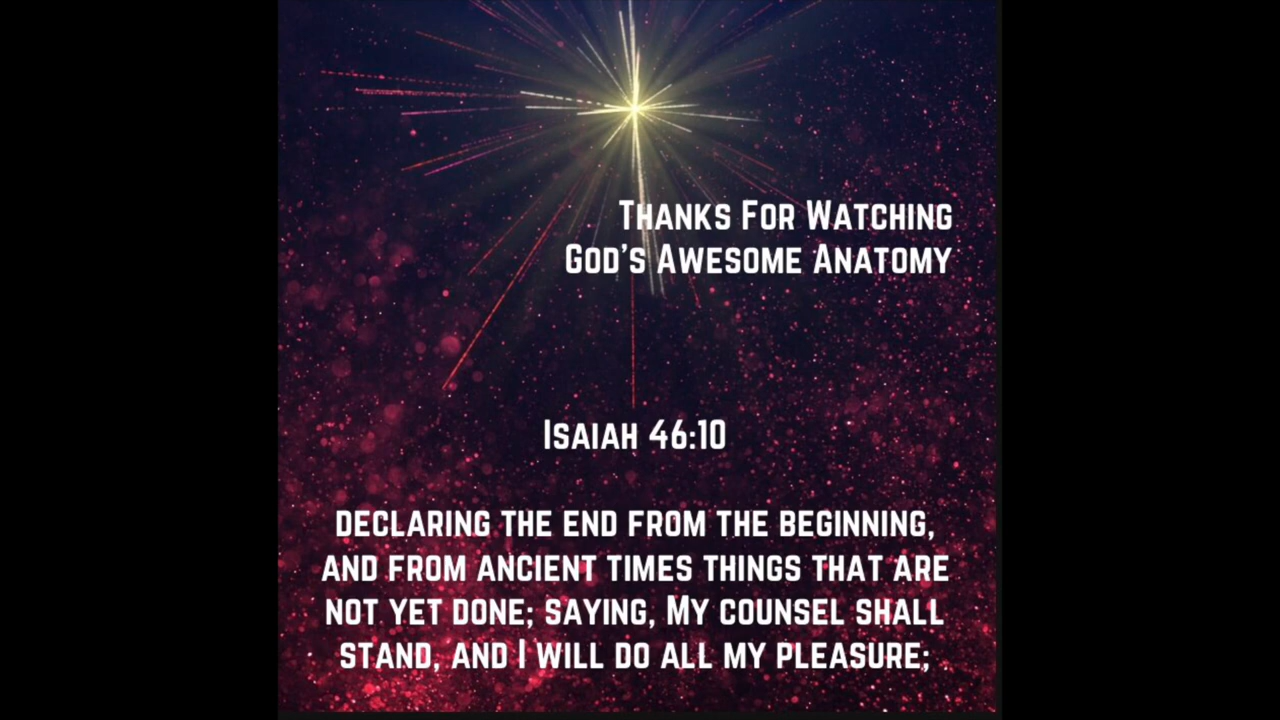 Thanks For Watching
God's Awesome Anatomy
Isaiah 46:10
declaring the end from the beginning,
and from ancient times things that are
not yet done; saying, My counsel shall
stand, and I will do all my pleasure;